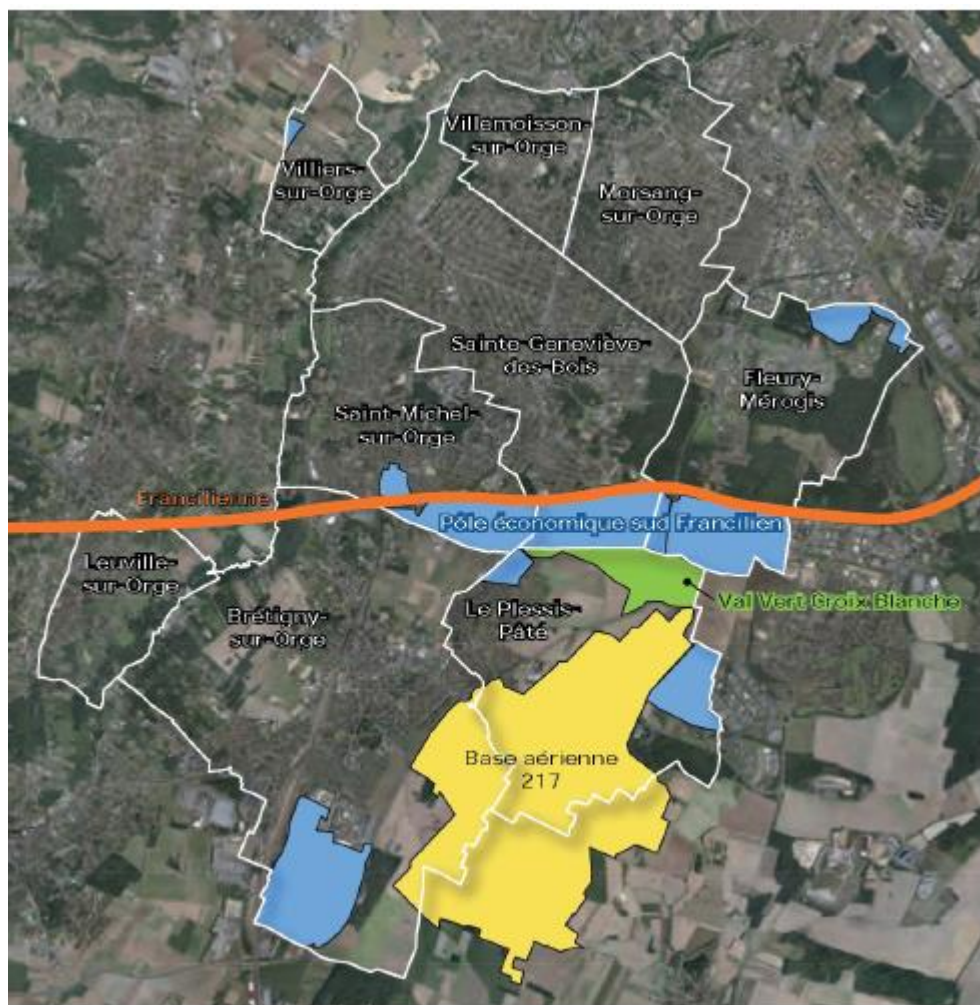 Villemoisson-
sur-Orge
Villiers-
sur-Orge
Morsang-
sur-Orge
Sainte-Geneviève-
des-Bois
Fleury-
Mérogis
Saint-Michel-
sur-Orge
Francilienne
Pôle économique sud Francilien
Leuville-
sur-Orge
Val Vert Croix Blanche
Le Plessis-
Pâté
Brétigny-
sur-Orge
Base aérienne
217